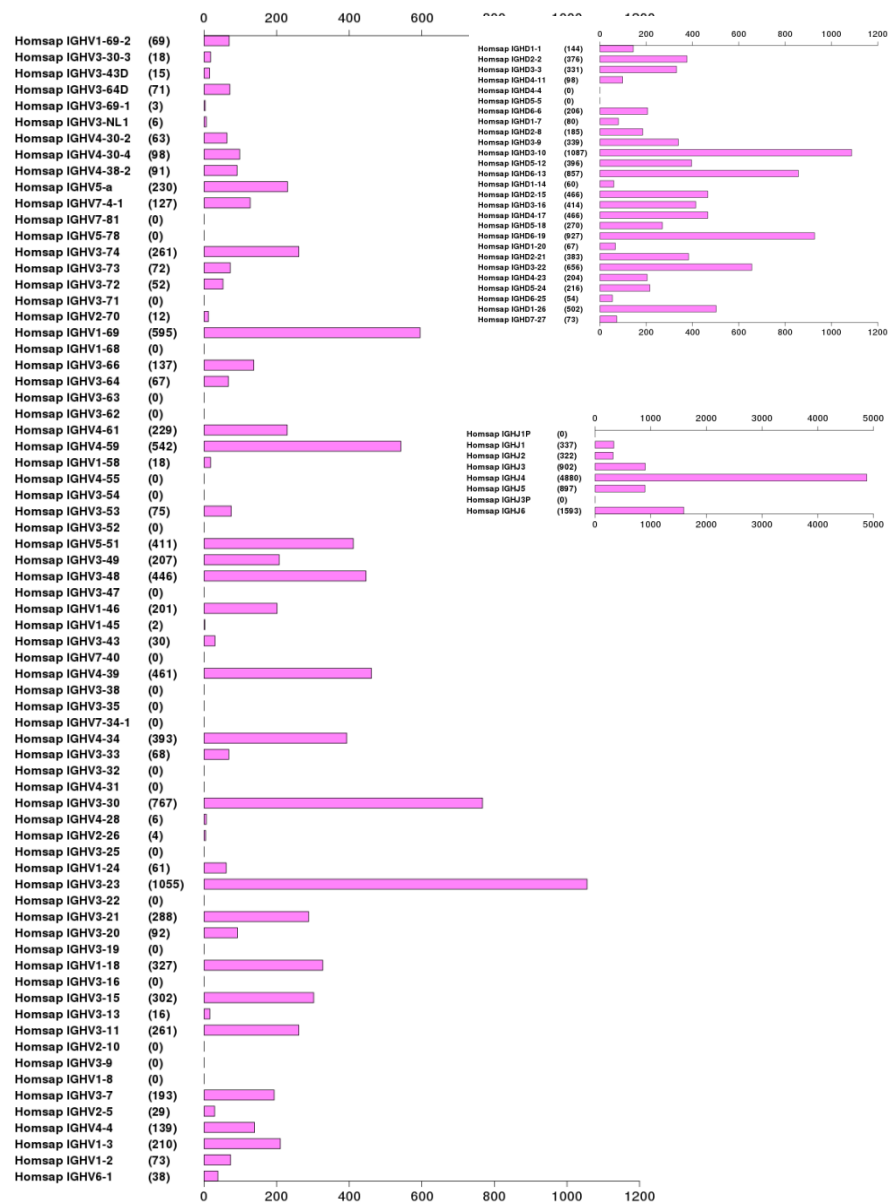 0 200 400 600 800 1000 1200
Homsap IGHV1-69-2 (69)
Homsap IGHV3-30-3 (18)
Homsap IGHV3-43D (15)
Homsap IGHV3-64D (71)
Homsap IGHV3-69-1 (3)
Homsap IGHV3-NL1 (6)
Homsap IGHV4-30-2 (63)
Homsap IGHV4-30-4 (98)
Homsap IGHV4-38-2 (91)
Homsap IGHV5-a (230)
Homsap IGHV7-4-1 (127)
Homsap IGHV7-81 (0)
Homsap IGHV5-78 (0)
Homsap IGHV3-74 (261)
Homsap IGHV3-73 (72)
Homsap IGHV3-72 (52)
Homsap IGHV3-71 (0)
Homsap IGHV2-70 (12)
Homsap IGHV1-69 (595)
Homsap IGHV1-68 (0)
Homsap IGHV3-66 (137)
Homsap IGHV3-64 (67)
Homsap IGHV3-63 (0)
Homsap IGHV3-62 (0)
Homsap IGHV4-61 (229)
Homsap IGHV4-59 (542)
Homsap IGHV1-58 (18)
Homsap IGHV4-55 (0)
Homsap IGHV3-54 (0)
Homsap IGHV3-53 (75)
Homsap IGHV3-52 (0)
Homsap IGHV5-51 (411)
Homsap IGHV3-49 (207)
Homsap IGHV3-48 (446)
Homsap IGHV3-47 (0)
Homsap IGHV1-46 (201)
Homsap IGHV1-45 (2)
Homsap IGHV3-43 (30)
Homsap IGHV7-40 (0)
Homsap IGHV4-39 (461)
Homsap IGHV3-38 (0)
Homsap IGHV3-35 (0)
Homsap IGHV7-34-1 (0)
Homsap IGHV4-34 (393)
Homsap IGHV3-33 (68)
Homsap IGHV3-32 (0)
Homsap IGHV4-31 (0)
Homsap IGHV3-30 (767)
Homsap IGHV4-28 (6)
Homsap IGHV2-26 (4)
Homsap IGHV3-25 (0)
Homsap IGHV1-24 (61)
Homsap IGHV3-23 (1055)
Homsap IGHV3-22 (0)
Homsap IGHV3-21 (288)
Homsap IGHV3-20 (92)
Homsap IGHV3-19 (0)
Homsap IGHV1-18 (327)
Homsap IGHV3-16 (0)
Homsap IGHV3-15 (302)
Homsap IGHV3-13 (16)
Homsap IGHV3-11 (261)
Homsap IGHV2-10 (0)
Homsap IGHV3-9 (0)
Homsap IGHV1-8 (0)
Homsap IGHV3-7 (193)
Homsap IGHV2-5 (29)
Homsap IGHV4-4 (139)
Homsap IGHV1-3 (210)
Homsap IGHV1-2 (73)
Homsap IGHV6-1 (38)
0 200 400 600 800 1000 1200
0 200 400 600 800 1000 1200
Homsap IGHD1-1 (144)
Homsap IGHD2-2 (376)
Homsap IGHD3-3 (331)
Homsap IGHD4-11 (98)
Homsap IGHD4-4 (0)
Homsap IGHD5-5 (0)
Homsap IGHD6-6 (206)
Homsap IGHD1-7 (80)
Homsap IGHD2-8 (185)
Homsap IGHD3-9 (339)
Homsap IGHD3-10 (1087)
Homsap IGHD5-12 (396)
Homsap IGHD6-13 (857)
Homsap IGHD1-14 (60)
Homsap IGHD2-15 (466)
Homsap IGHD3-16 (414)
Homsap IGHD4-17 (466)
Homsap IGHD5-18 (270)
Homsap IGHD6-19 (927)
Homsap IGHD1-20 (67)
Homsap IGHD2-21 (383)
Homsap IGHD3-22 (656)
Homsap IGHD4-23 (204)
Homsap IGHD5-24 (216)
Homsap IGHD6-25 (54)
Homsap IGHD1-26 (502)
Homsap IGHD7-27 (73)
0 200 400 600 800 1000 1200
0 1000 2000 3000 4000 5000
Homsap IGHJ1P (0)
Homsap IGHJ1 (337)
Homsap IGHJ2 (322)
Homsap IGHJ3 (902)
Homsap IGHJ4 (4880)
Homsap IGHJ5 (897)
Homsap IGHJ3P (0)
Homsap IGHJ6 (1593)
0 1000 2000 3000 4000 5000